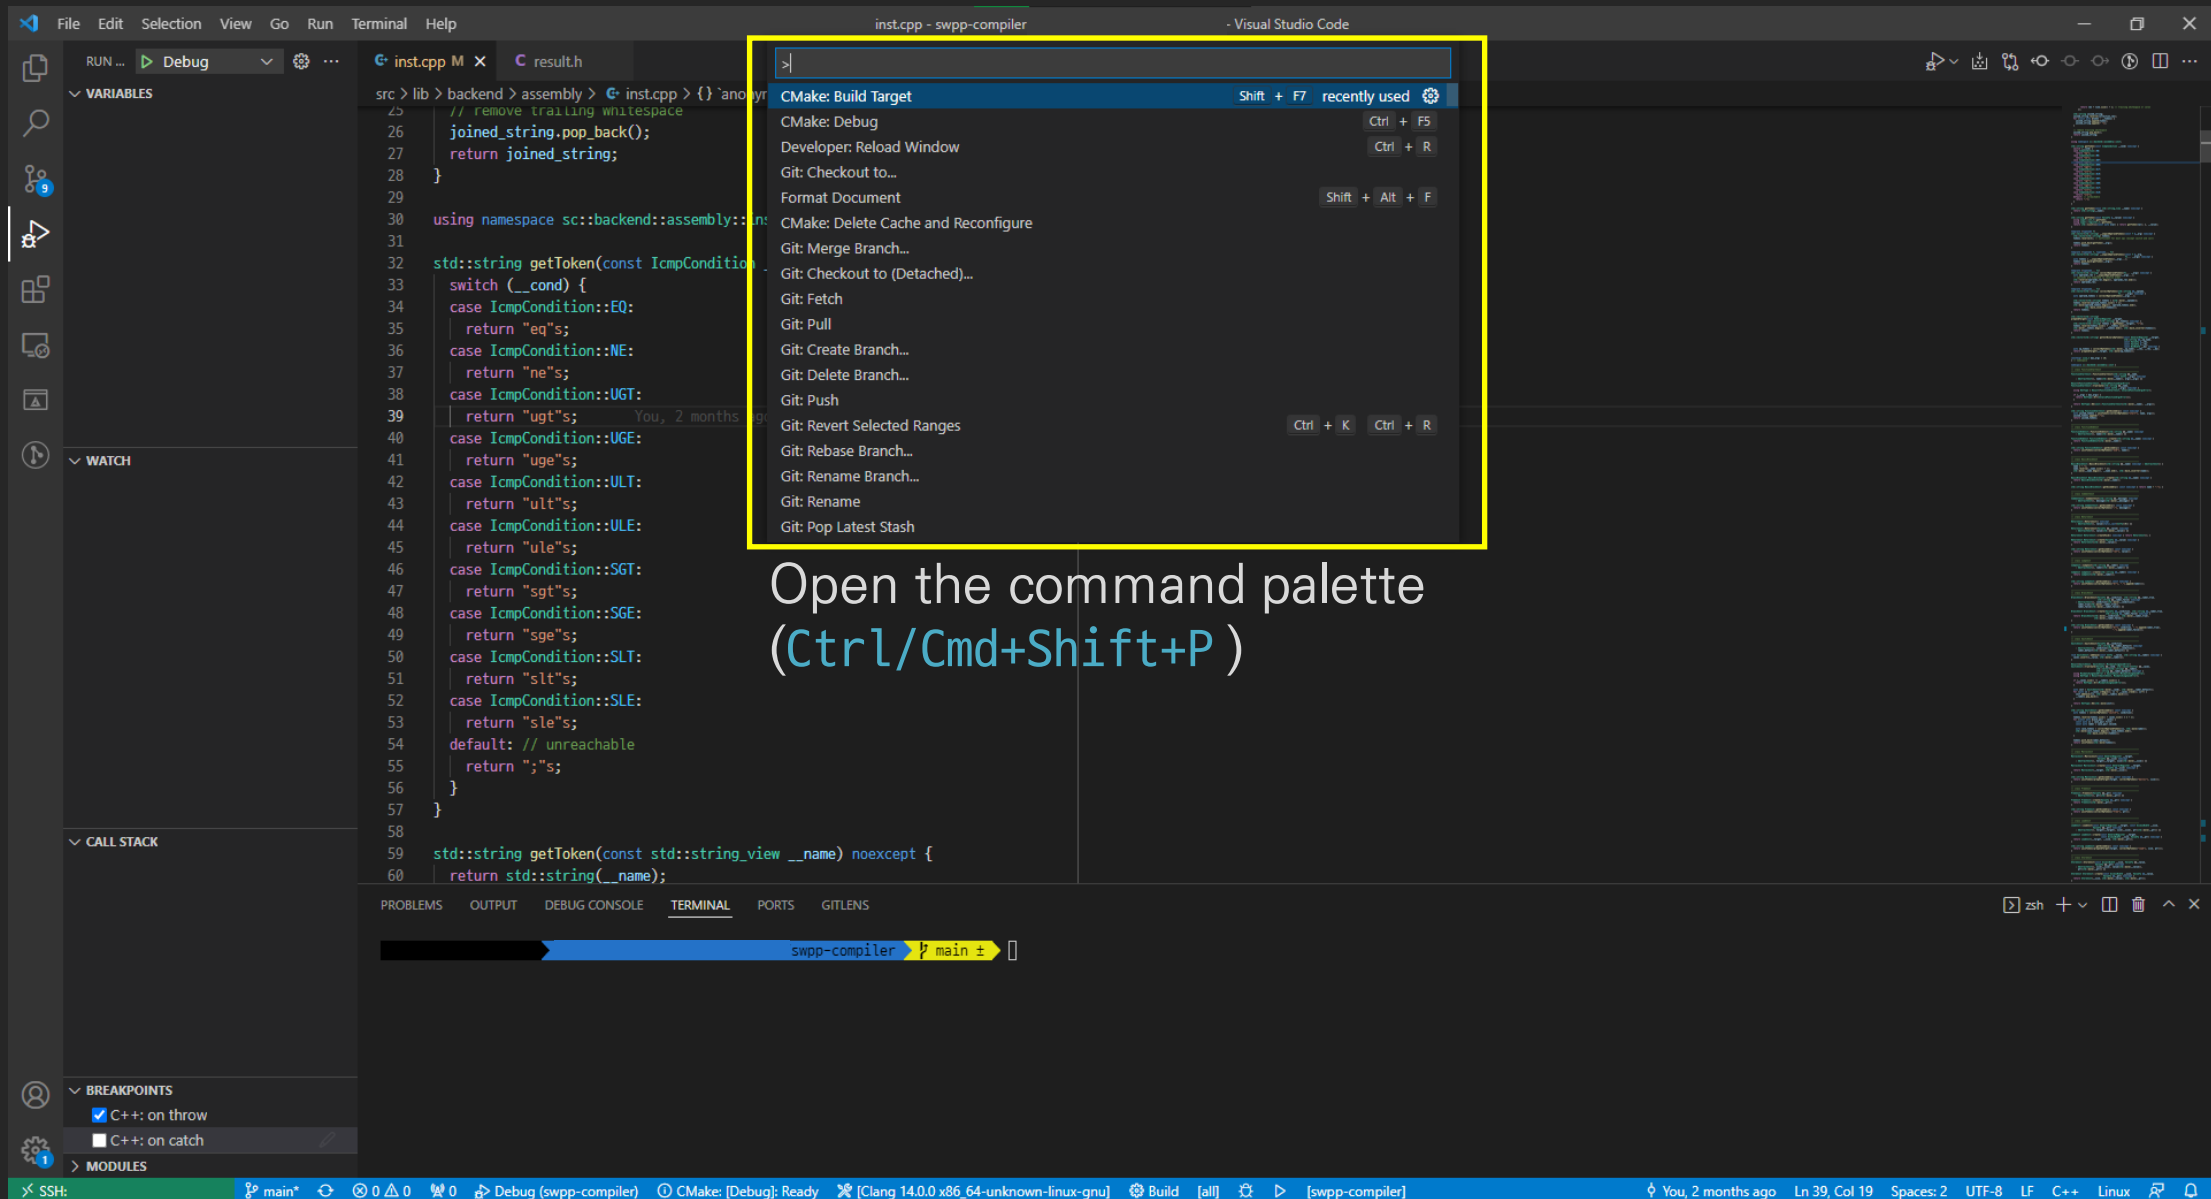 File Edit Selection View Go Run Terminal Help
inst.cpp - swpp-compiler - Visual Studio Code
RUN ... Debug
VARIABLES
WATCH
CALL STACK
BREAKPOINTS
C++: on throw
C++: on catch
MODULES
inst.cpp M
result.h
src > lib > backend > assembly > inst.cpp > {} `anonyr
25 // remove trailing whitespace
26 joined_string.pop_back();
27 return joined_string;
28 }
29
30 using namespace sc::backend::assembly::ins
31
32 std::string getToken(const IcmpCondition _
33 switch (__cond) {
34 case IcmpCondition::EQ:
35 return "eq"s;
36 case IcmpCondition::NE:
37 return "ne"s;
38 case IcmpCondition::UGT:
39 return "ugt"s; You, 2 months ago
40 case IcmpCondition::UGE:
41 return "uge"s;
42 case IcmpCondition::ULT:
43 return "ult"s;
44 case IcmpCondition::ULE:
45 return "ule"s;
46 case IcmpCondition::SGT:
47 return "sgt"s;
48 case IcmpCondition::SGE:
49 return "sge"s;
50 case IcmpCondition::SLT:
51 return "slt"s;
52 case IcmpCondition::SLE:
53 return "sle"s;
54 default: // unreachable
55 return ";"s;
56 }
57 }
58
59 std::string getToken(const std::string_view __name) noexcept {
60 return std::string(__name);
>
CMake: Build Target Shift + F7 recently used
CMake: Debug Ctrl + F5
Developer: Reload Window Ctrl + R
Git: Checkout to...
Format Document Shift + Alt + F
CMake: Delete Cache and Reconfigure
Git: Merge Branch...
Git: Checkout to (Detached)...
Git: Fetch
Git: Pull
Git: Create Branch...
Git: Delete Branch...
Git: Push
Git: Revert Selected Ranges Ctrl + K Ctrl + R
Git: Rebase Branch...
Git: Rename Branch...
Git: Rename
Git: Pop Latest Stash
Open the command palette
(Ctrl/Cmd+Shift+P)
PROBLEMS OUTPUT DEBUG CONSOLE TERMINAL PORTS GITLENS
zsh
swpp-compiler main ±
9
1
SSH: main* 0 0 0 Debug (swpp-compiler) CMake: [Debug]: Ready [Clang 14.0.0 x86_64-unknown-linux-gnu] Build [all] [swpp-compiler] You, 2 months ago Ln 39, Col 19 Spaces: 2 UTF-8 LF C++ Linux